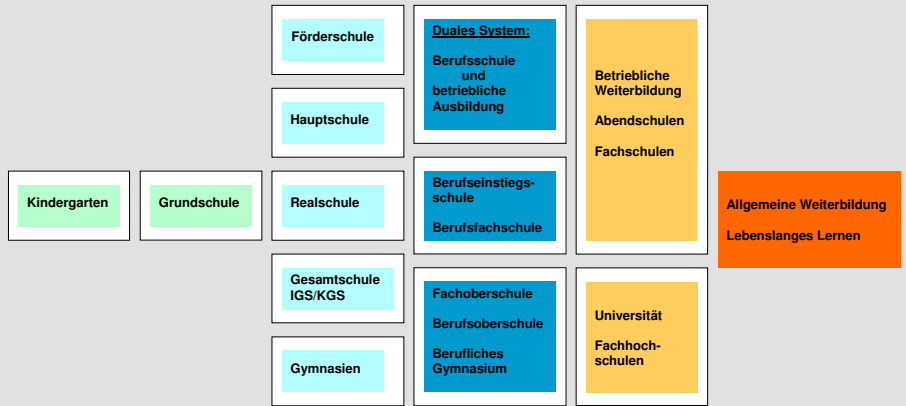 Kindergarten
Grundschule
Förderschule
Hauptschule
Realschule
Gesamtschule
IGS/KGS
Gymnasien
Duales System:
Berufsschule
und
betriebliche
Ausbildung
Berufseinstiegs-
schule
Berufsfachschule
Fachoberschule
Berufsoberschule
Berufliches
Gymnasium
Betriebliche
Weiterbildung
Abendschulen
Fachschulen
Universität
Fachhoch-
schulen
Allgemeine Weiterbildung
Lebenslanges Lernen